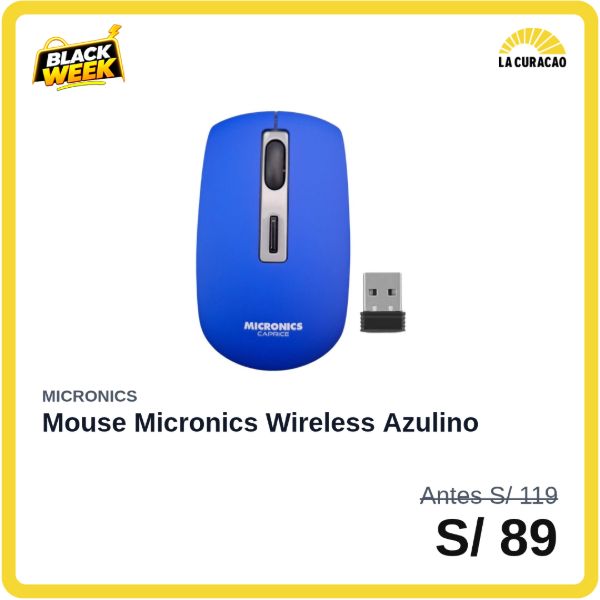 BLACK
WEEK
LA CURACAO
MICRONICS
CAPRICE
MICRONICS
Mouse Micronics Wireless Azulino
Antes S/ 119
S/ 89